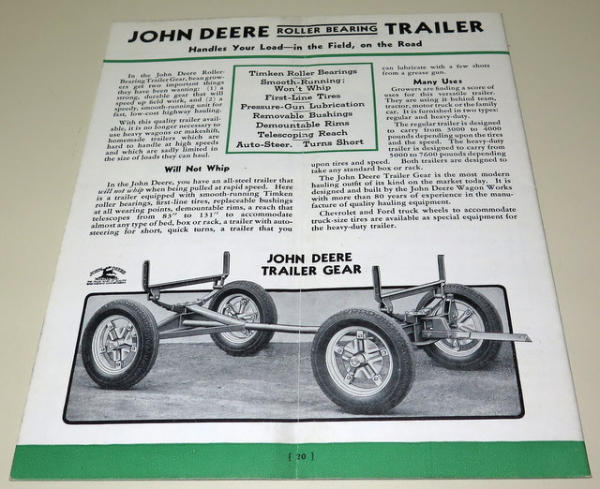 JOHN DEERE ROLLER BEARING TRAILER
Handles Your Load—in the Field, on the Road
In the John Deere Roller-
Bearing Trailer Gear, bean grow-
ers get two important things
they have been wanting: (1) a
strong, durable gear that will
speed up field work, and (2) a
speedy, smooth-running unit for
fast, low-cost highway hauling.
With this quality trailer avail-
able, it is no longer necessary to
use heavy wagons or makeshift,
homemade trailers which are
hard to handle at high speeds
and which are sadly limited in
the size of loads they can haul.
Will Not Whip
In the John Deere, you have an all-steel trailer that
will not whip when being pulled at rapid speed. Here
is a trailer equipped with smooth-running Timken
roller bearings, first-line tires, replaceable bushings
at all wearing points, demountable rims, a reach that
telescopes from 83" to 131" to accommodate
almost any type of bed, box or rack, a trailer with auto-
steering for short, quick turns, a trailer that you
Timken Roller Bearings
Smooth-Running;
Won't Whip
First-Line Tires
Pressure-Gun Lubrication
Removable Bushings
Demountable Rims
Telescoping Reach
Auto-Steer. Turns Short
can lubricate with a few shots
from a grease gun.
Many Uses
Growers are finding a score of
uses for this versatile trailer.
They are using it behind team,
tractor, motor truck or the family
car. It is furnished in two types:
regular and heavy-duty.
The regular trailer is designed
to carry from 3000 to 4000
pounds depending upon the tires
and the speed. The heavy-duty
trailer is designed to carry from
5000 to 7600 pounds depending
upon tires and speed. Both trailers are designed to
take any standard box or rack.
The John Deere Trailer Gear is the most modern
hauling outfit of its kind on the market today. It is
designed and built by the John Deere Wagon Works
with more than 80 years of experience in the manu-
facture of quality hauling equipment.
Chevrolet and Ford truck wheels to accommodate
truck-size tires are available as special equipment for
the heavy-duty trailer.
JOHN DEERE
TRAILER GEAR
JOHN DEERE
[ 20 ]